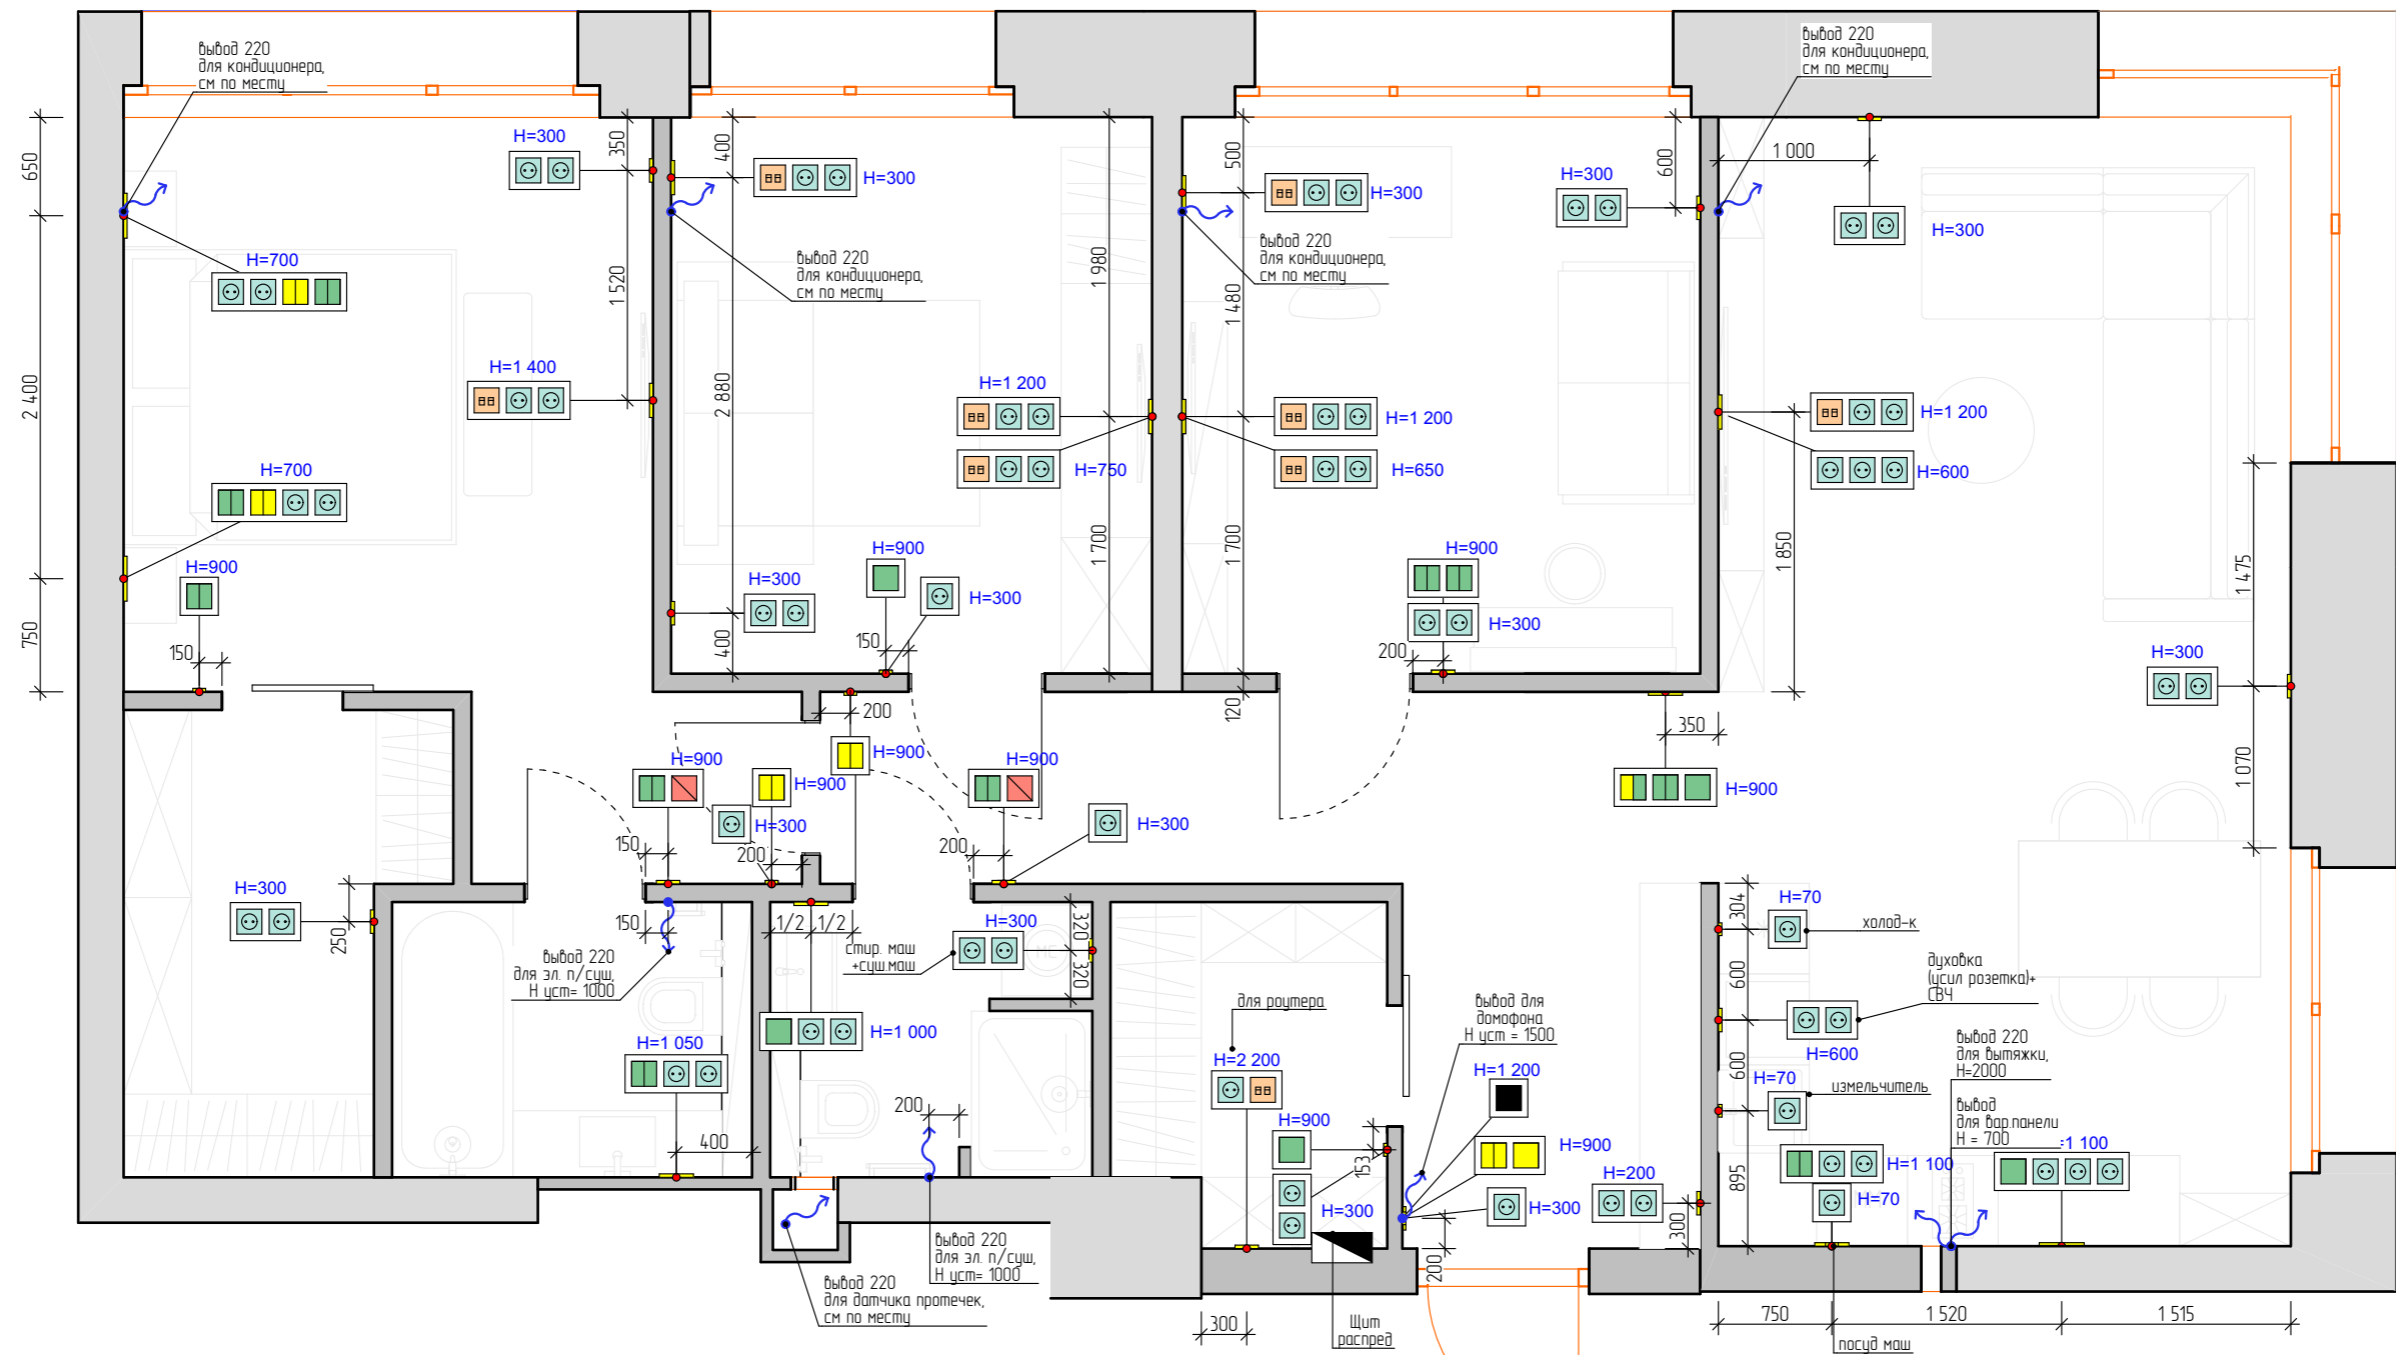 вывод 220
для кондиционера,
см по месту
вывод 220
для кондиционера,
см по месту
650
2 400
750
H=300
350
1 520
400
H=300
2 880
вывод 220
для кондиционера,
см по месту
1 980
500
H=300
вывод 220
для кондиционера,
см по месту
1 480
H=300
600
1 000
H=300
H=700
H=1 400
H=1 200
H=750
H=1 200
H=650
H=1 200
H=600
H=700
H=900
150
H=300
400
H=900
H=300
150
1 700
1 700
120
H=900
H=300
200
1 850
1 475
H=300
1 070
350
H=900
200
H=900
H=900
H=900
H=300
150
200
H=900
H=300
200
H=300
250
150
вывод 220
для эл. п/суш,
H уст= 1000
1/2
1/2
стир. маш
+суш.маш
H=300
320
320
H=1 050
400
H=1 000
200
для роутера
H=2 200
вывод для
домофона
H уст = 1500
H=1 200
H=900
H=900
H=300
H=300
153
200
H=200
300
304
600
600
895
H=70
холод-к
духовка
(усил розетка)+
СВЧ
H=600
H=70
измельчитель
вывод 220
для вытяжки,
H=2000
вывод
для вар.панели
H = 700
:1 100
H=1 100
H=70
вывод 220
для эл. п/суш,
H уст= 1000
вывод 220
для датчика протечек,
см по месту
300
Щит
распред
750
1 520
1 515
посуд маш